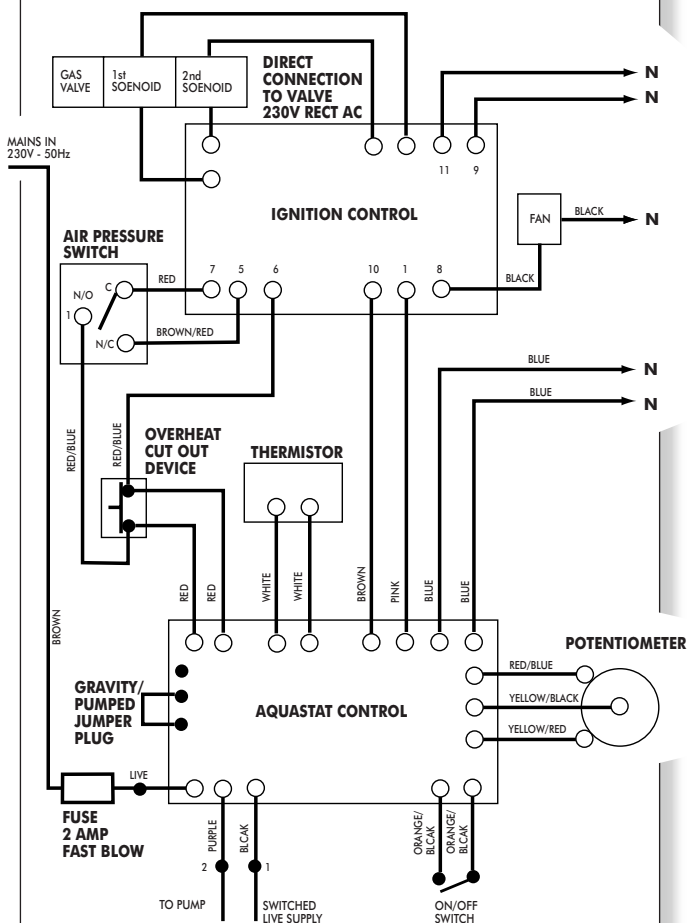 GAS
VALVE
1st
SOENOID
2nd
SOENOID
DIRECT
CONNECTION
TO VALVE
230V RECT AC
N
N
MAINS IN
230V - 50Hz
11
9
IGNITION CONTROL
FAN
BLACK
N
AIR PRESSURE
SWITCH
N/O
C
1
N/C
RED
BROWN/RED
7
5
6
10
1
8
BLACK
BLUE
N
BLUE
N
RED/BLUE
RED/BLUE
OVERHEAT
CUT OUT
DEVICE
THERMISTOR
BROWN
RED
RED
WHITE
WHITE
BROWN
PINK
BLUE
BLUE
POTENTIOMETER
RED/BLUE
YELLOW/BLACK
YELLOW/RED
GRAVITY/
PUMPED
JUMPER
PLUG
AQUASTAT CONTROL
LIVE
FUSE
2 AMP
FAST BLOW
PURPLE
BLCAK
2
1
ORANGE/
BLCAK
ORANGE/
BLCAK
TO PUMP
SWITCHED
LIVE SUPPLY
ON/OFF
SWITCH